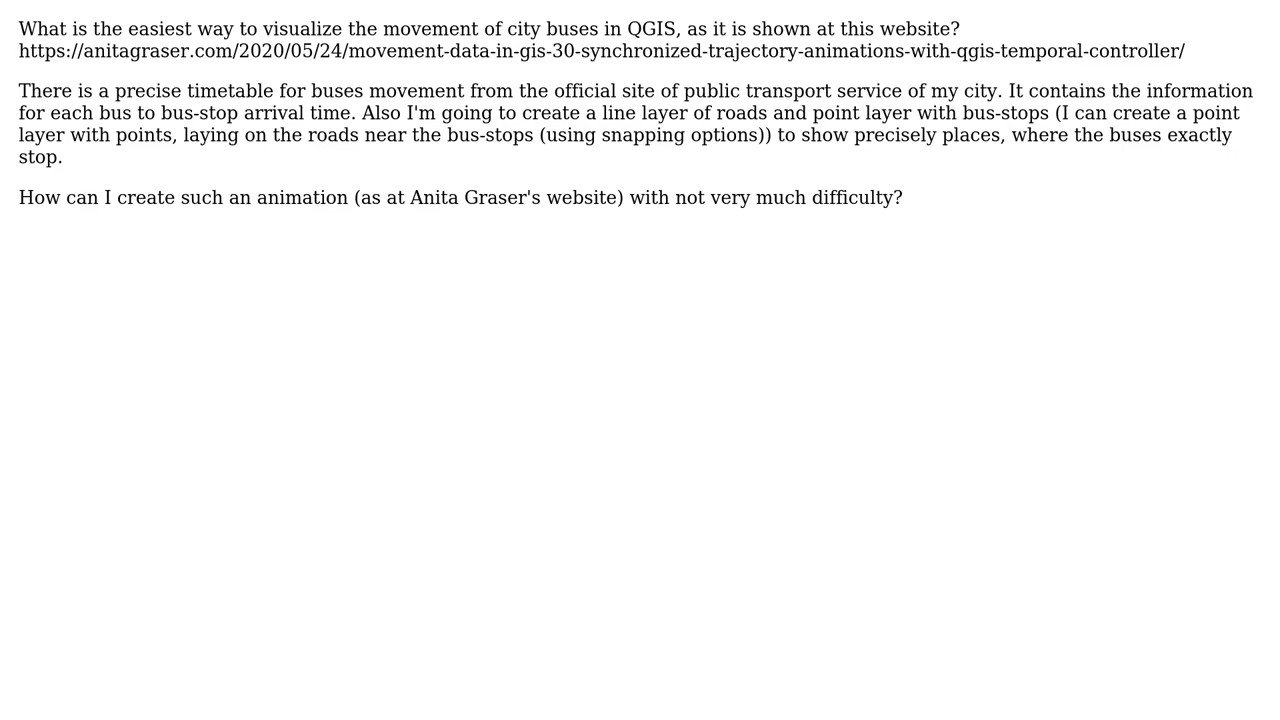 What is the easiest way to visualize the movement of city buses in QGIS, as it is shown at this website?
https://anitagraser.com/2020/05/24/movement-data-in-gis-30-synchronized-trajectory-animations-with-qgis-temporal-controller/
There is a precise timetable for buses movement from the official site of public transport service of my city. It contains the information
for each bus to bus-stop arrival time. Also I'm going to create a line layer of roads and point layer with bus-stops (I can create a point
layer with points, laying on the roads near the bus-stops (using snapping options)) to show precisely places, where the buses exactly
stop.
How can I create such an animation (as at Anita Graser's website) with not very much difficulty?